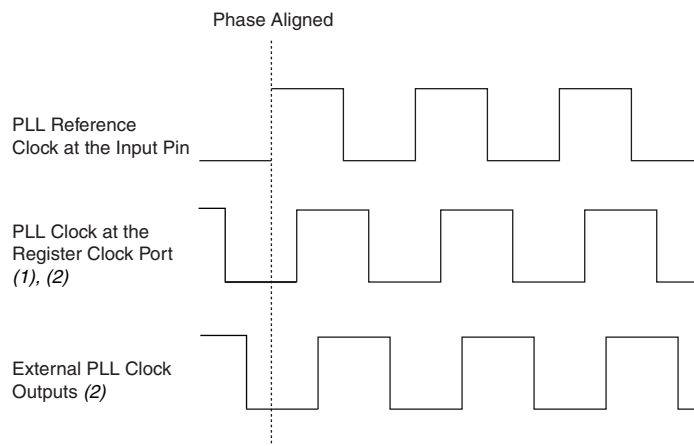 Phase Aligned
PLL Reference
Clock at the Input Pin
PLL Clock at the
Register Clock Port
(1), (2)
External PLL Clock
Outputs (2)